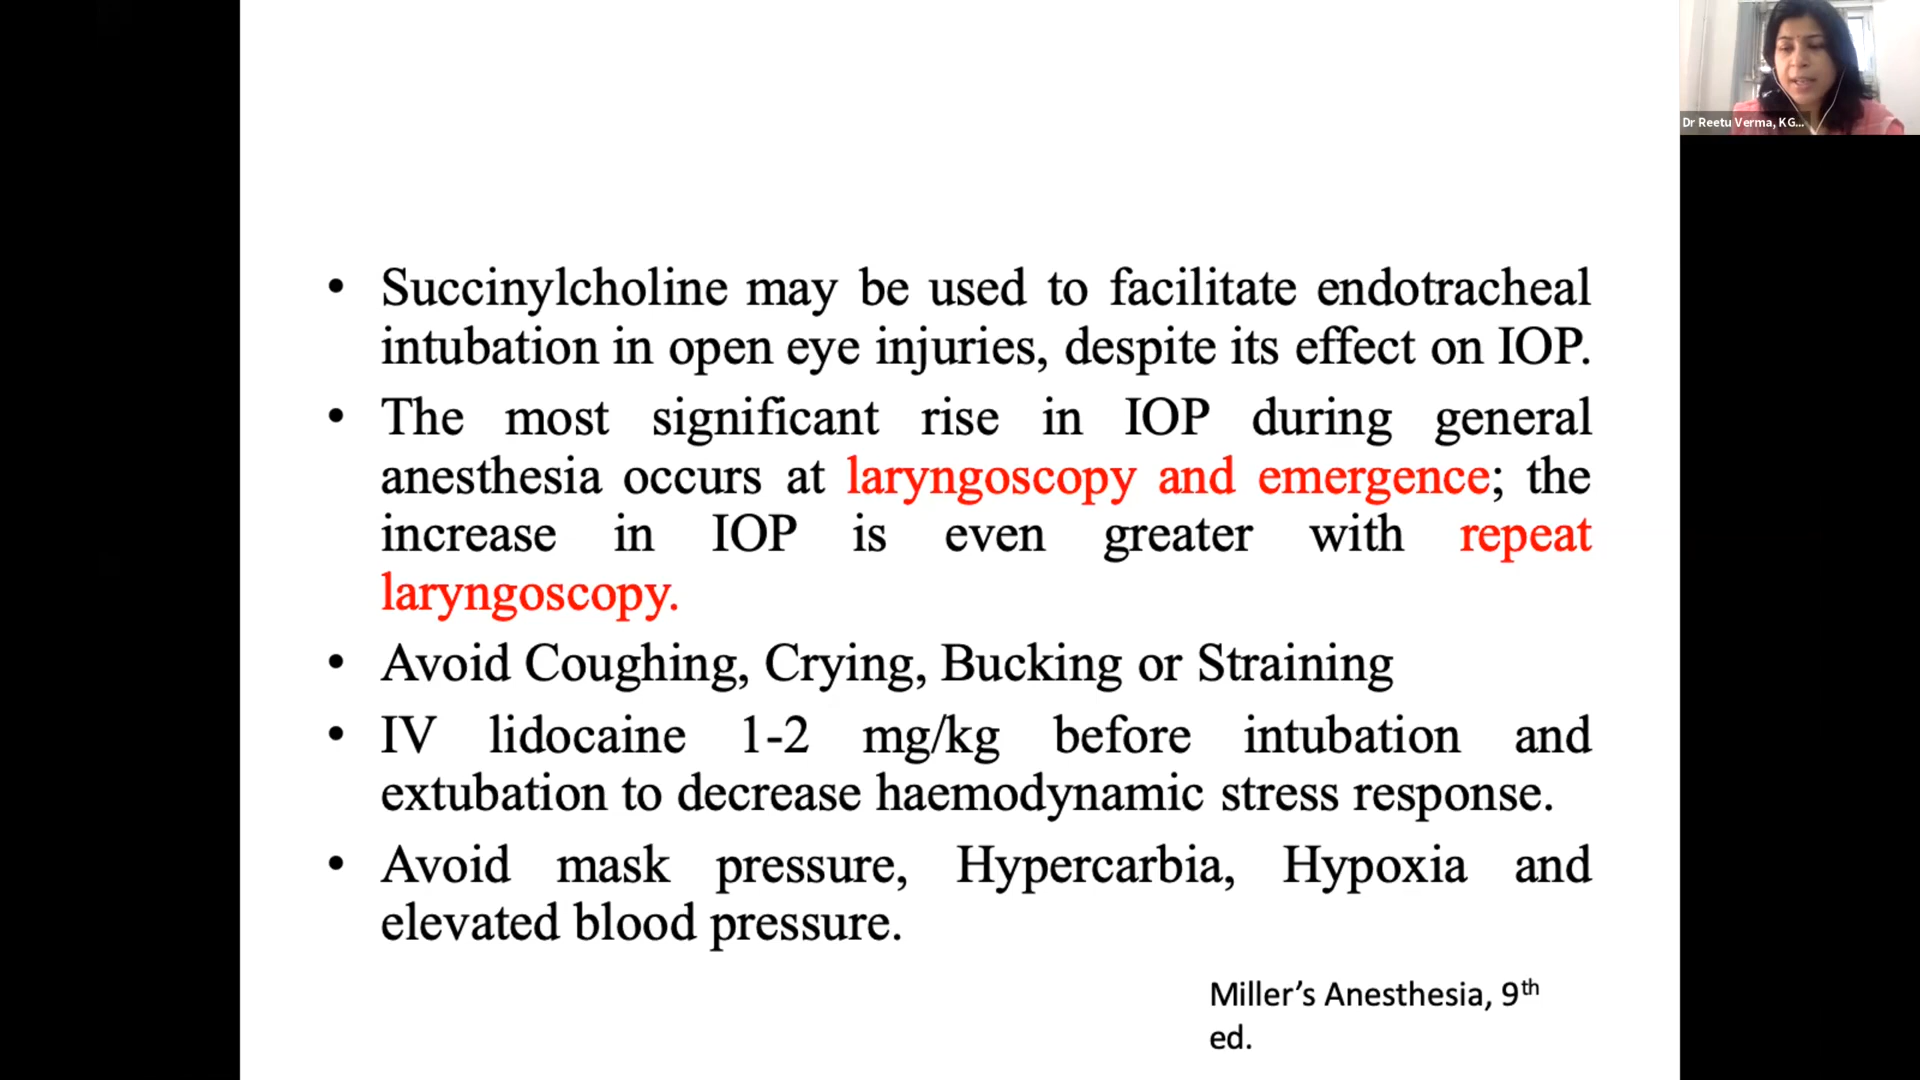 Dr Reetu Verma, KG...
• Succinylcholine may be used to facilitate endotracheal
intubation in open eye injuries, despite its effect on IOP.
• The most significant rise in IOP during general
anesthesia occurs at laryngoscopy and emergence; the
increase in IOP is even greater with repeat
laryngoscopy.
• Avoid Coughing, Crying, Bucking or Straining
• IV lidocaine 1-2 mg/kg before intubation and
extubation to decrease haemodynamic stress response.
• Avoid mask pressure, Hypercarbia, Hypoxia and
elevated blood pressure.
Miller’s Anesthesia, 9th
ed.